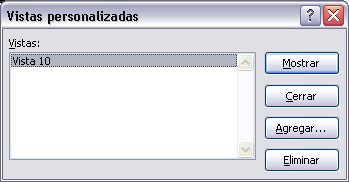 Vistas personalizadas
Vistas:
Vista 10
Mostrar
Cerrar
Agregar...
Eliminar